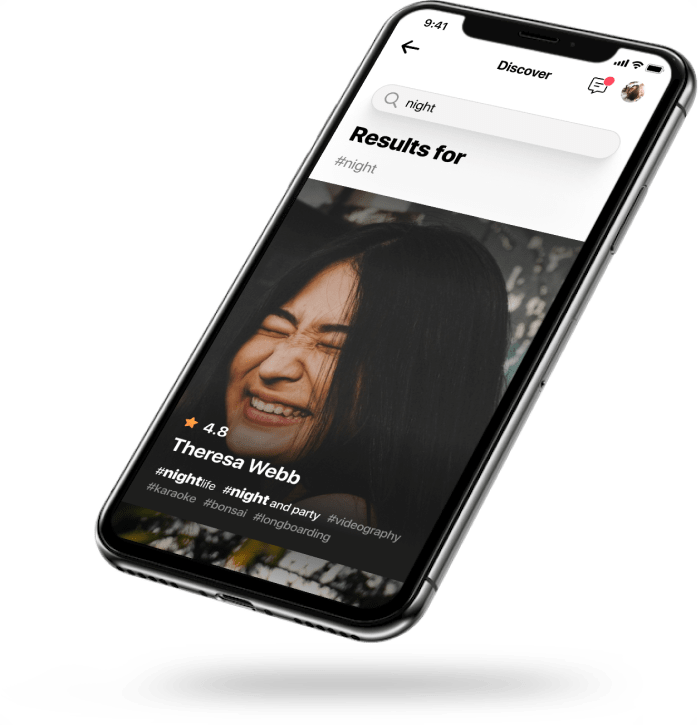 9:41
Discover
night
Results for
#night
4.8
Theresa Webb
#nightlife #night and party #videography
#karaoke #bonsai #longboarding